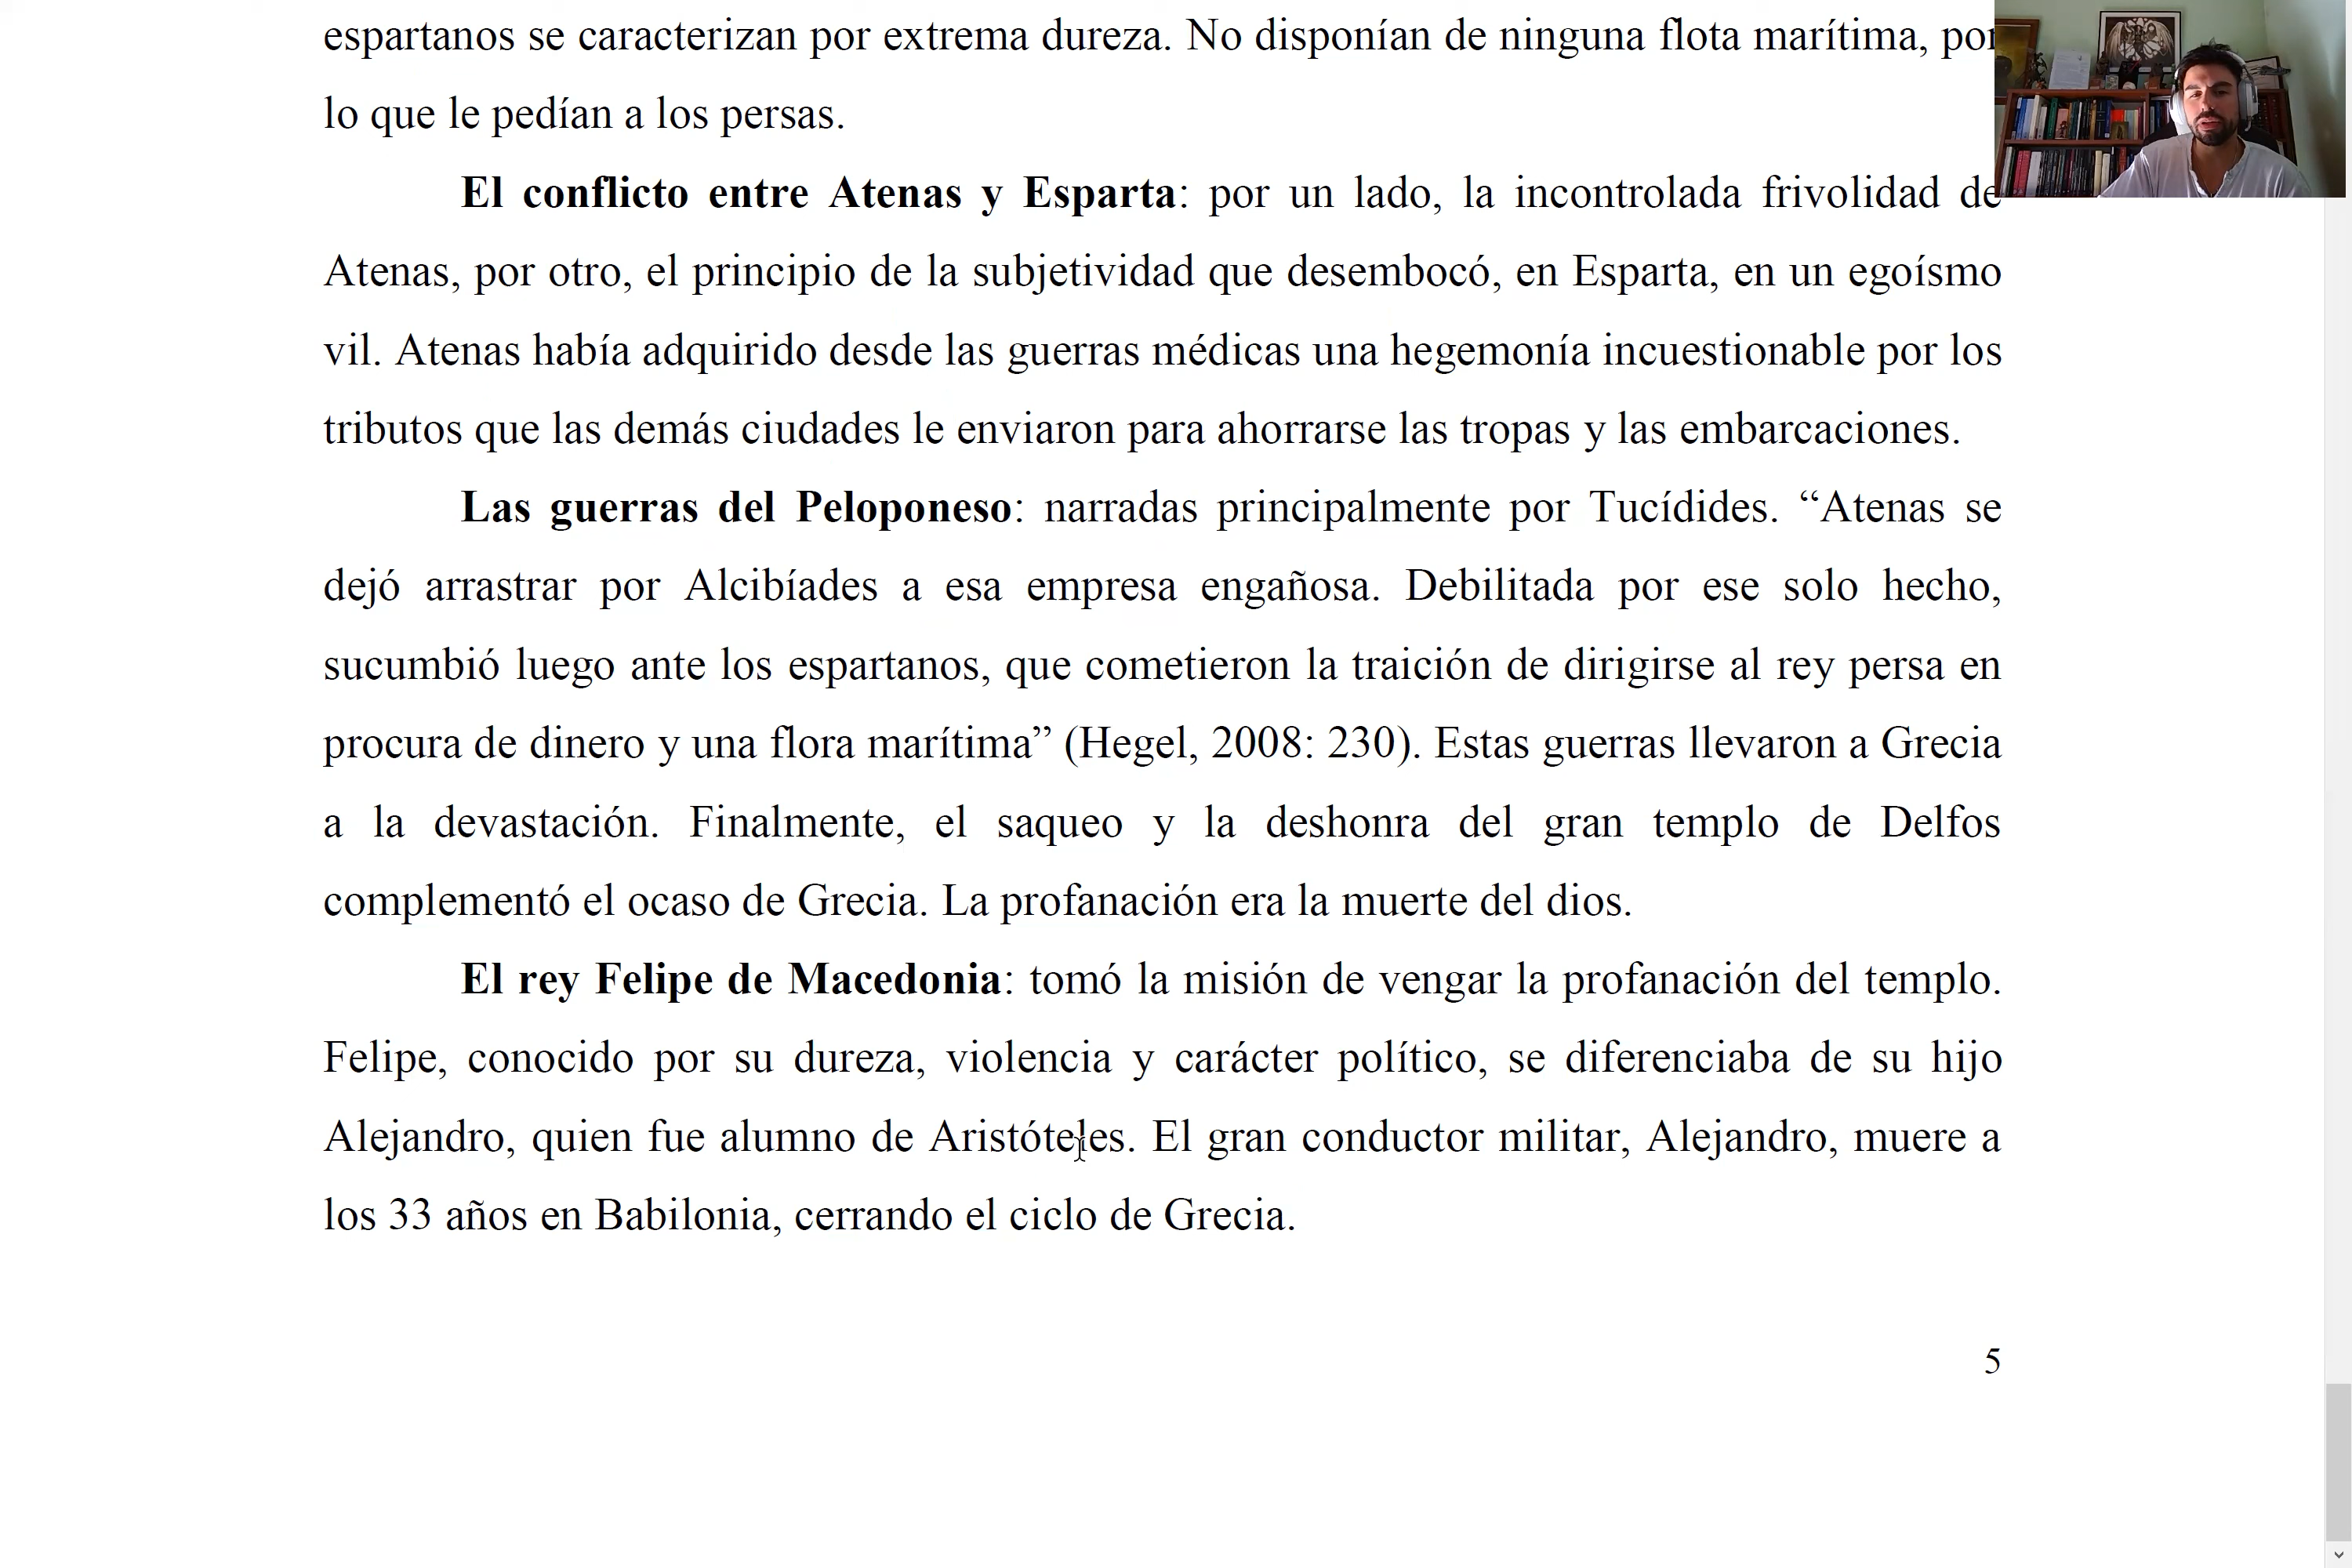 espartanos se caracterizan por extrema dureza. No disponían de ninguna flota marítima, por
lo que le pedían a los persas.
El conflicto entre Atenas y Esparta: por un lado, la incontrolada frivolidad de
Atenas, por otro, el principio de la subjetividad que desembocó, en Esparta, en un egoísmo
vil. Atenas había adquirido desde las guerras médicas una hegemonía incuestionable por los
tributos que las demás ciudades le enviaron para ahorrarse las tropas y las embarcaciones.
Las guerras del Peloponeso: narradas principalmente por Tucídides. “Atenas se
dejó arrastrar por Alcibíades a esa empresa engañosa. Debilitada por ese solo hecho,
sucumbió luego ante los espartanos, que cometieron la traición de dirigirse al rey persa en
procura de dinero y una flora marítima” (Hegel, 2008: 230). Estas guerras llevaron a Grecia
a la devastación. Finalmente, el saqueo y la deshonra del gran templo de Delfos
complementó el ocaso de Grecia. La profanación era la muerte del dios.
El rey Felipe de Macedonia: tomó la misión de vengar la profanación del templo.
Felipe, conocido por su dureza, violencia y carácter político, se diferenciaba de su hijo
Alejandro, quien fue alumno de Aristóteles. El gran conductor militar, Alejandro, muere a
los 33 años en Babilonia, cerrando el ciclo de Grecia.
5